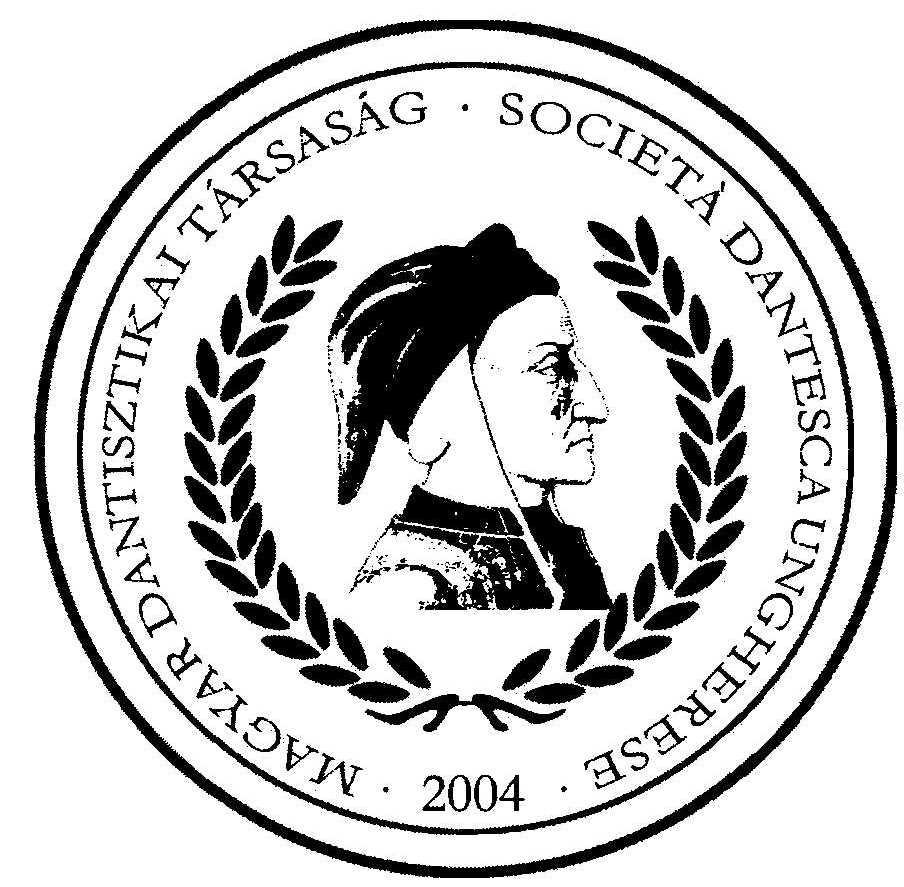 MAGYAR DANTISZTIKAI TÁRSASÁG · SOCIETÀ DANTESCA UNGHERESE ·
2004 ·